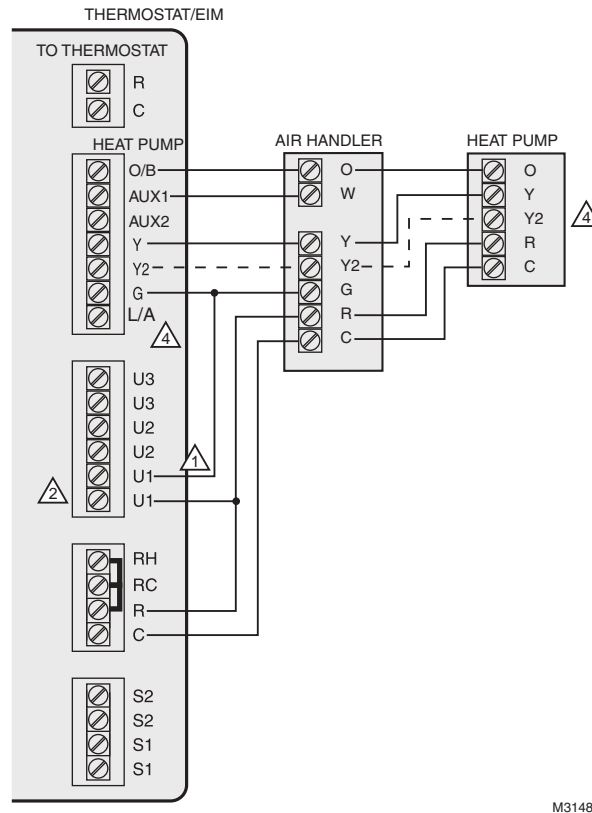 THERMOSTAT/EIM
TO THERMOSTAT
R
C
HEAT PUMP
O/B
AUX1
AUX2
Y
Y2
G
L/A
4
U3
U3
U2
U2
U1
U1
1
2
RH
RC
R
C
S2
S2
S1
S1
AIR HANDLER
O
W
Y
Y2
G
R
C
HEAT PUMP
O
Y
Y2
R
C
4
M3148